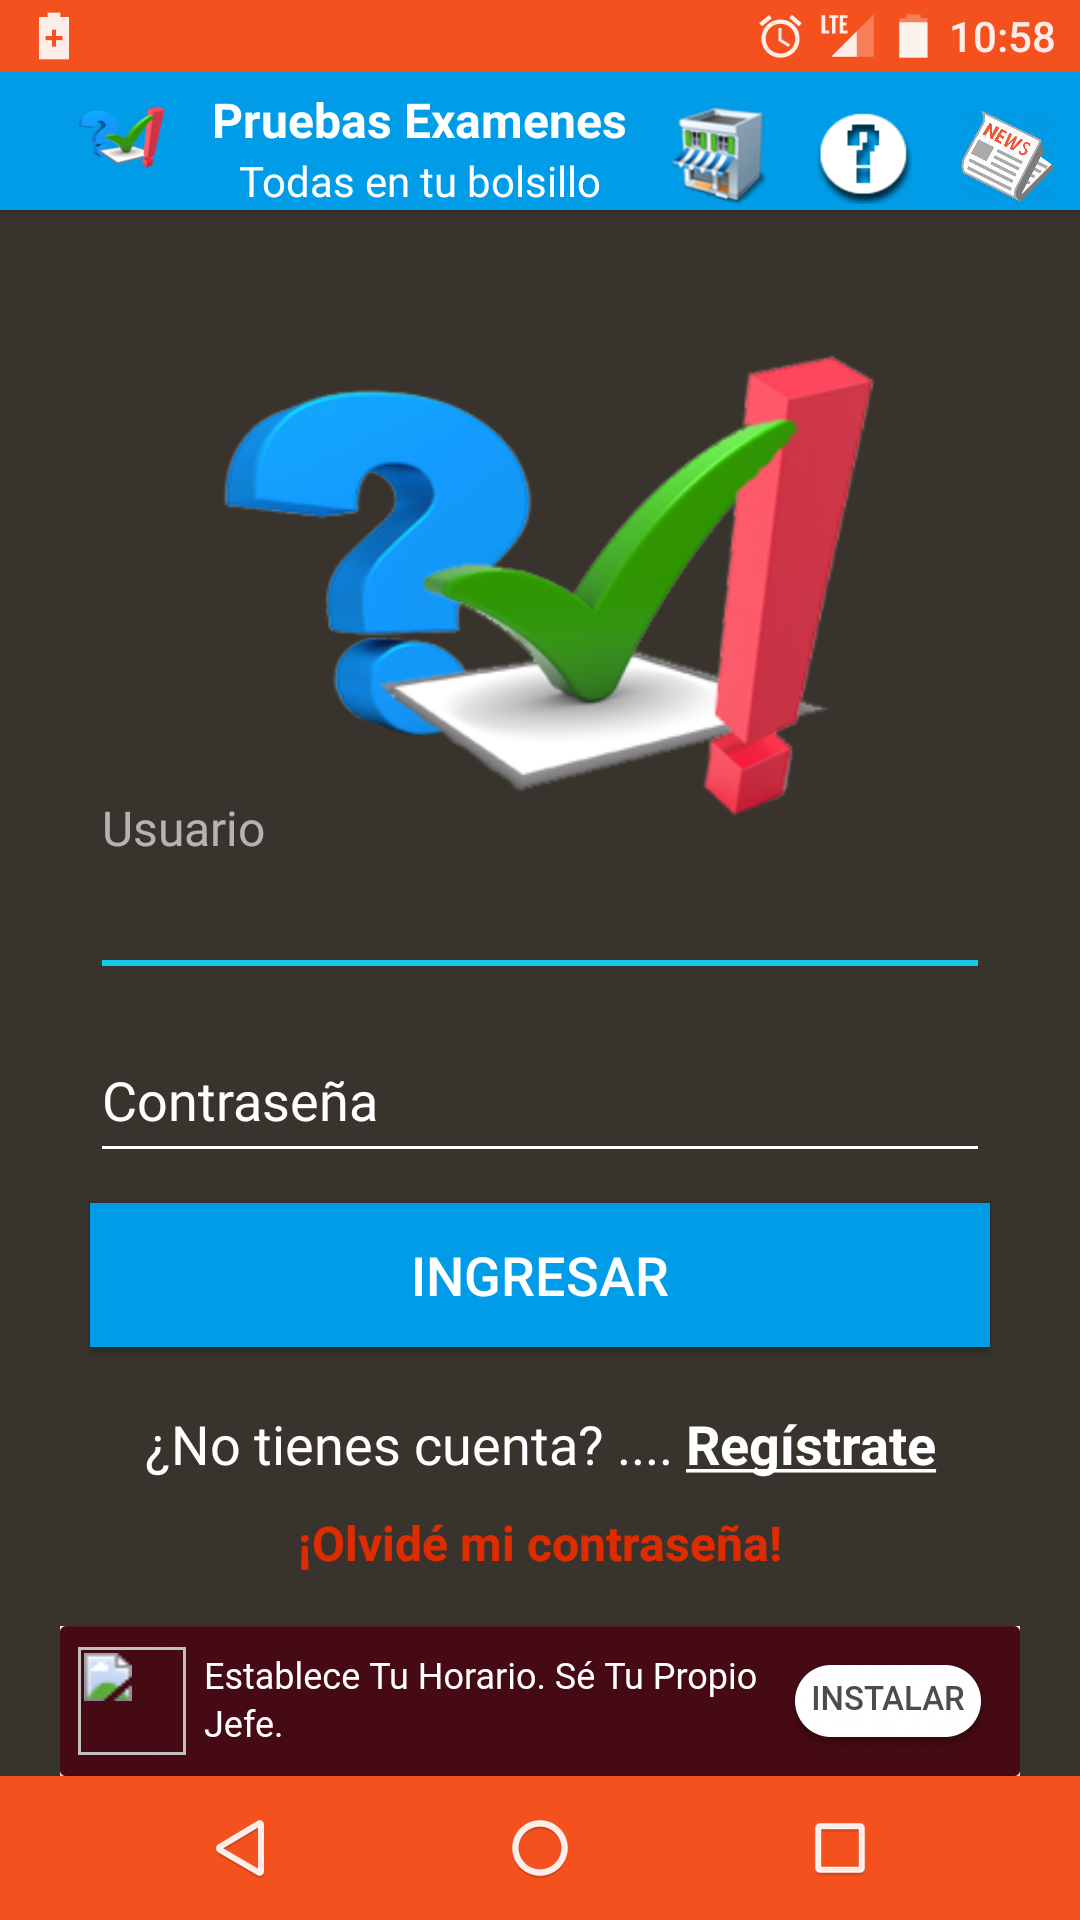 LTE 10:58
Pruebas Examenes
Todas en tu bolsillo
NEWS
Usuario
Contraseña
INGRESAR
¿No tienes cuenta? .... Regístrate
¡Olvidé mi contraseña!
Establece Tu Horario. Sé Tu Propio
Jefe.
INSTALAR